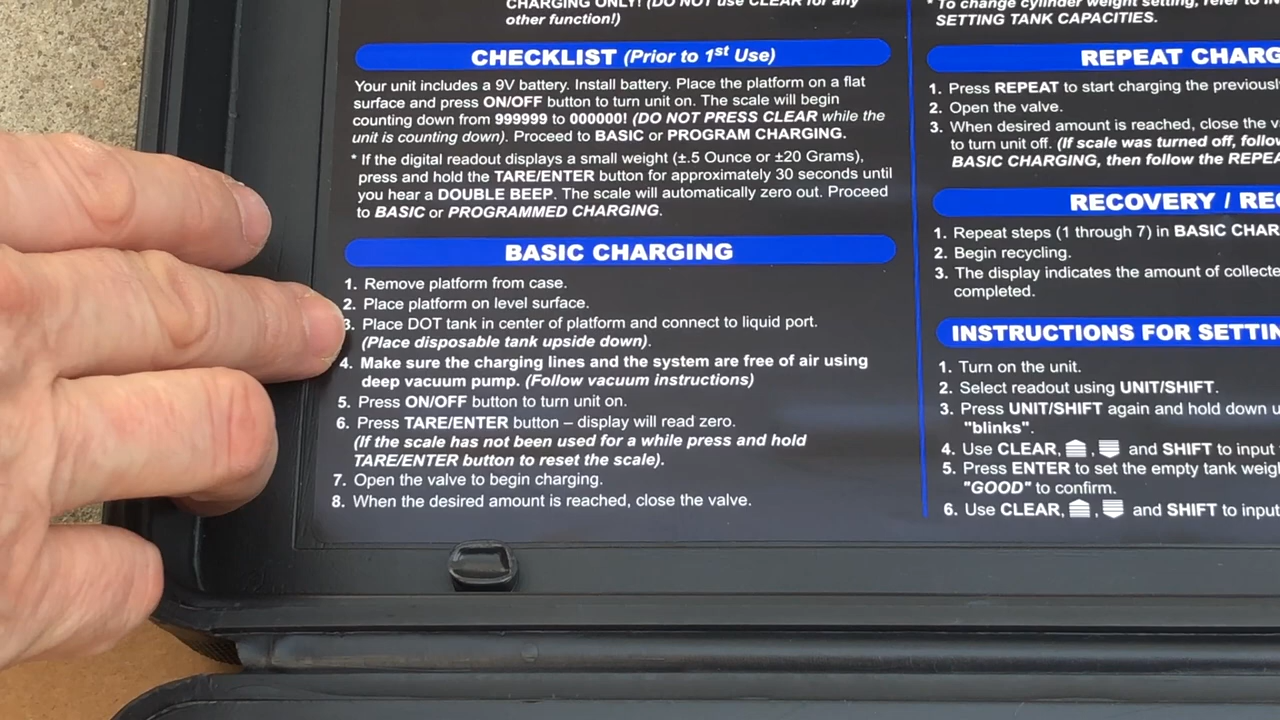 CHARGING ONLY! (DO NOT use CLEAR for any
other function!)
CHECKLIST (Prior to 1st Use)
Your unit includes a 9V battery. Install battery. Place the platform on a flat
surface and press ON/OFF button to turn unit on. The scale will begin
counting down from 999999 to 000000! (DO NOT PRESS CLEAR while the
unit is counting down). Proceed to BASIC or PROGRAM CHARGING.
* If the digital readout displays a small weight (±.5 Ounce or ±20 Grams),
press and hold the TARE/ENTER button for approximately 30 seconds until
you hear a DOUBLE BEEP. The scale will automatically zero out. Proceed
to BASIC or PROGRAMMED CHARGING.
BASIC CHARGING
1. Remove platform from case.
2. Place platform on level surface.
3. Place DOT tank in center of platform and connect to liquid port.
(Place disposable tank upside down).
4. Make sure the charging lines and the system are free of air using
deep vacuum pump. (Follow vacuum instructions)
5. Press ON/OFF button to turn unit on.
6. Press TARE/ENTER button – display will read zero.
(If the scale has not been used for a while press and hold
TARE/ENTER button to reset the scale).
7. Open the valve to begin charging.
8. When the desired amount is reached, close the valve.
* To change cylinder weight setting, refer to
SETTING TANK CAPACITIES.
REPEAT
1. Press REPEAT to start charging the
2. Open the valve.
3. When desired amount is reached, close the
to turn unit off. (If scale was turned off,
BASIC CHARGING, then follow the
RECOVERY /
1. Repeat steps (1 through 7) in BASIC
2. Begin recycling.
3. The display indicates the amount of
completed.
INSTRUCTIONS FOR
1. Turn on the unit.
2. Select readout using UNIT/SHIFT.
3. Press UNIT/SHIFT again and hold down
"blinks".
4. Use CLEAR, , and SHIFT to input
5. Press ENTER to set the empty tank
"GOOD" to confirm.
6. Use CLEAR, , and SHIFT to input